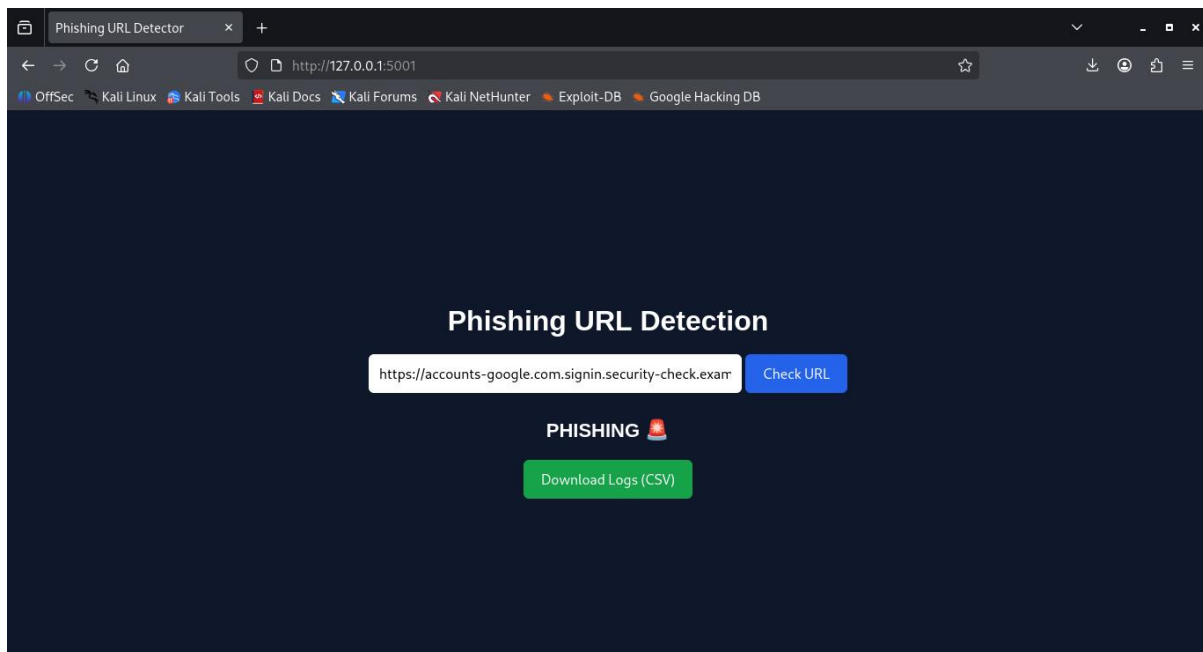 Phishing URL Detector
http://127.0.0.1:5001
OffSec Kali Linux Kali Tools Kali Docs Kali Forums Kali NetHunter Exploit-DB Google Hacking DB
Phishing URL Detection
https://accounts-google.com.signin.security-check.exam Check URL
PHISHING
Download Logs (CSV)